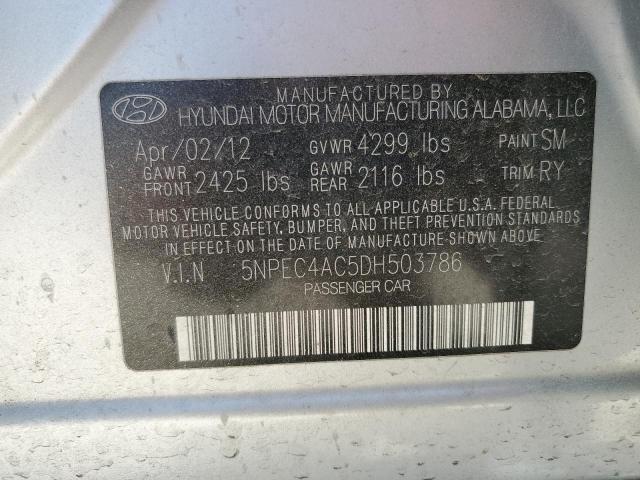 MANUFACTURED BY
HYUNDAI MOTOR MANUFACTURING ALABAMA, LLC
Apr/02/12 GVWR 4299 lbs PAINT SM
GAWR FRONT 2425 lbs GAWR REAR 2116 lbs TRIM RY
THIS VEHICLE CONFORMS TO ALL APPLICABLE U.S.A. FEDERAL
MOTOR VEHICLE SAFETY, BUMPER, AND THEFT PREVENTION STANDARDS
IN EFFECT ON THE DATE OF MANUFACTURE SHOWN ABOVE.
V.I.N 5NPEC4AC5DH503786
PASSENGER CAR